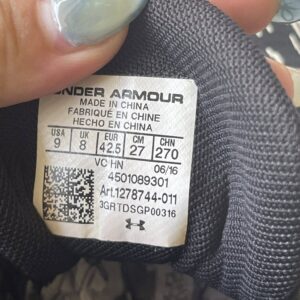 UNDER ARMOUR
MADE IN CHINA
FABRIQUÉ EN CHINE
HECHO EN CHINA
USA UK EUR CM CHN
9 8 42.5 27 270
VC HN 06/16
4501089301
Art.1278744-011
3GRTDSGP00316